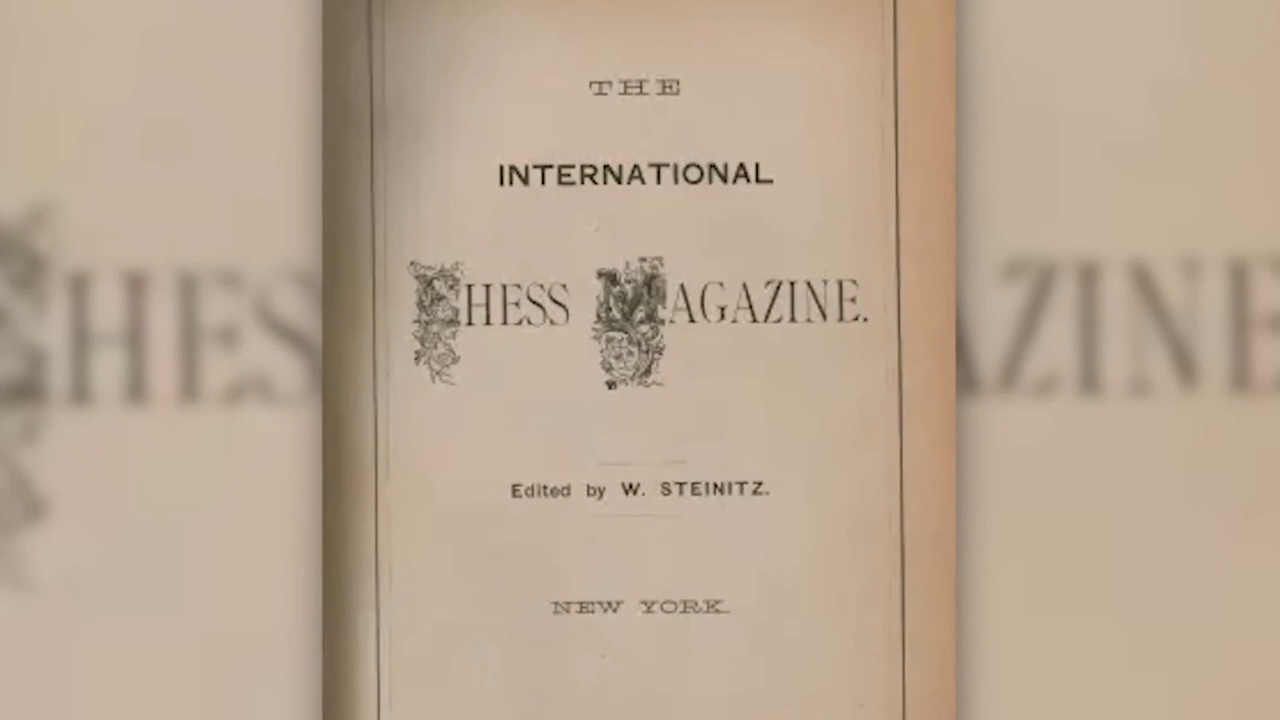 THE
INTERNATIONAL
CHESS MAGAZINE.
Edited by W. STEINITZ.
NEW YORK.